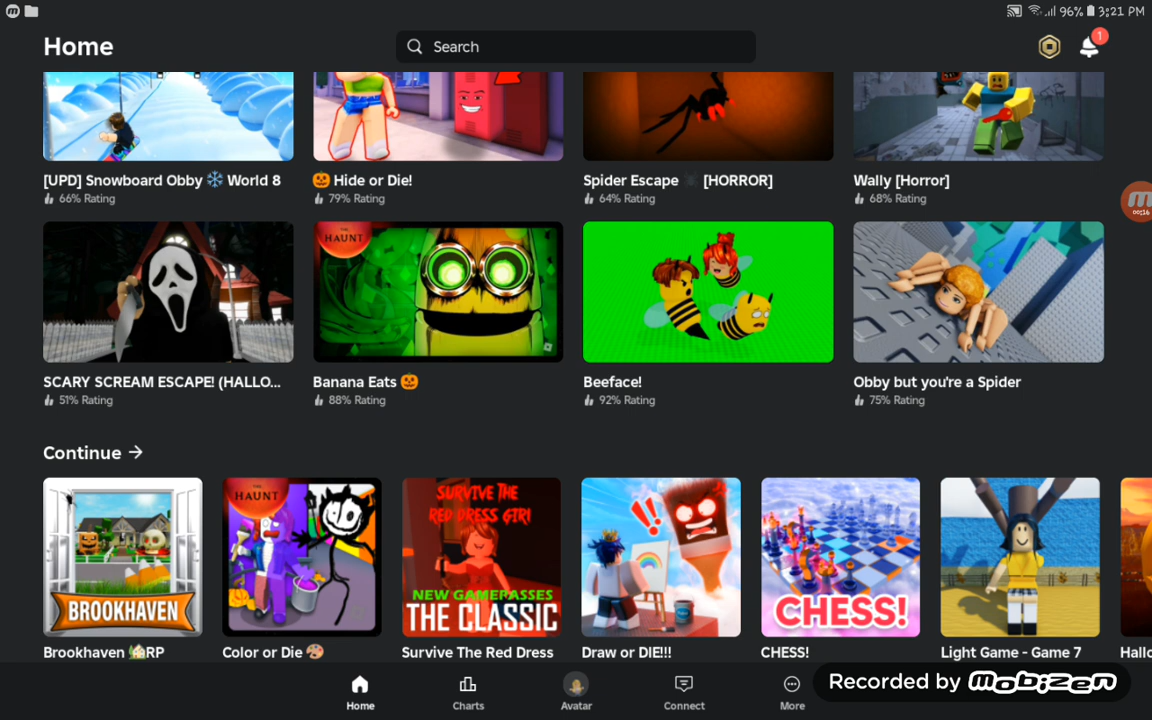 96% 3:21 PM
Home
Search
1
[UPD] Snowboard Obby ❄️ World 8
🎃 Hide or Die!
Spider Escape 🕷️ [HORROR]
Wally [Horror]
66% Rating
79% Rating
64% Rating
68% Rating
00:16
THE HAUNT
SCARY SCREAM ESCAPE! (HALLO...
Banana Eats 🎃
Beeface!
Obby but you're a Spider
51% Rating
88% Rating
92% Rating
75% Rating
Continue →
BROOKHAVEN
THE HAUNT
SURVIVE THE
RED DRESS GIRL
NEW GAMEPASSES
THE CLASSIC
CHESS!
Brookhaven 🏡RP
Color or Die 🎨
Survive The Red Dress
Draw or DIE!!!
CHESS!
Light Game - Game 7
Hallo
Home
Charts
Avatar
Connect
More
Recorded by mobizen